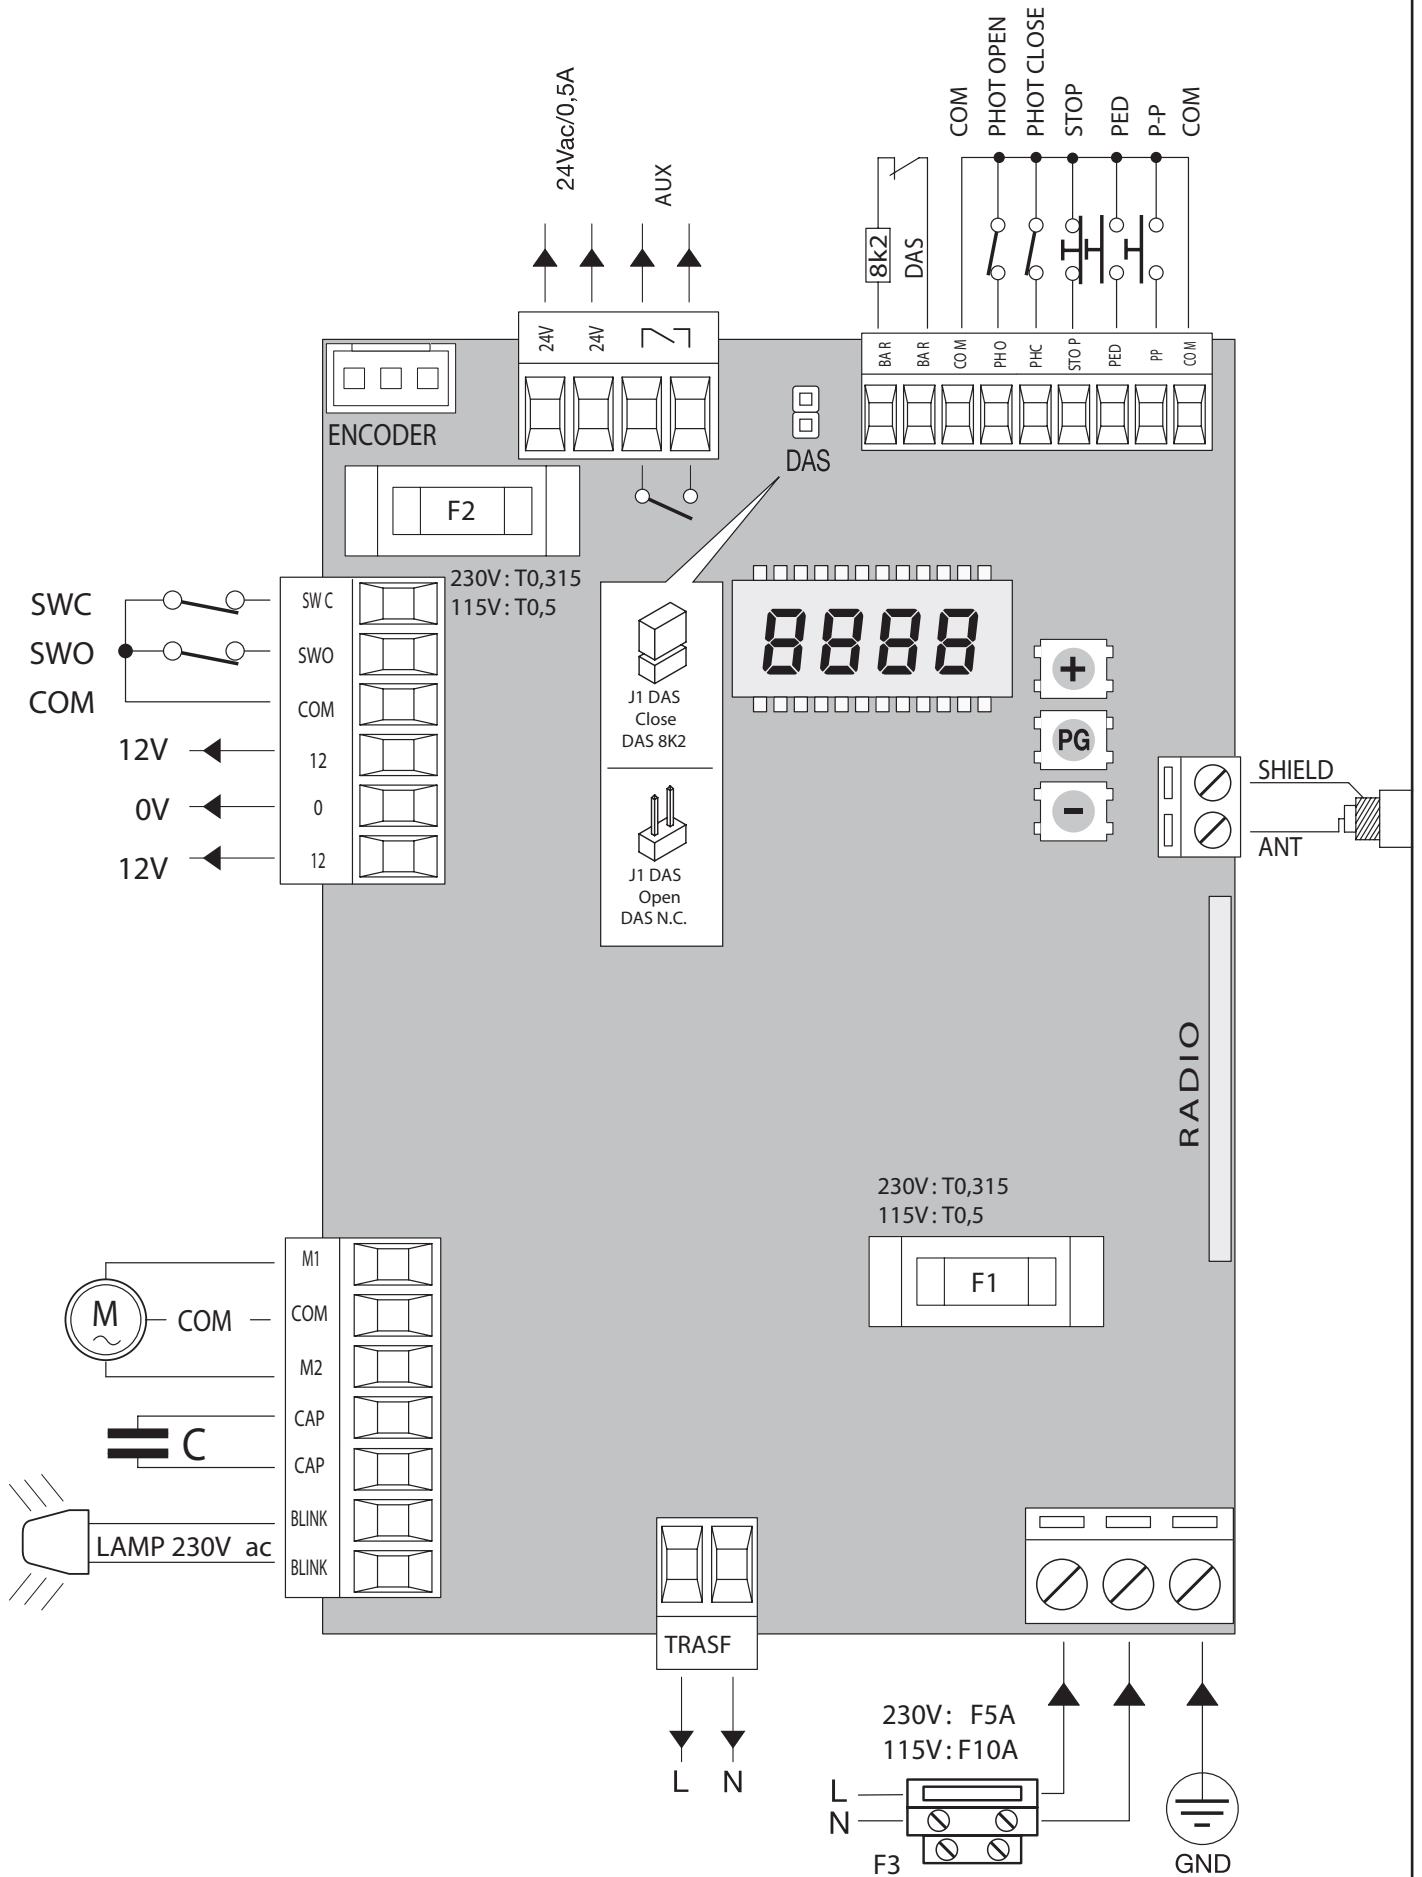 24Vac/0,5A
AUX
COM
PHOT OPEN
PHOT CLOSE
STOP
PED
P-P
COM
8k2
DAS
24V
24V
BAR
BAR
COM
PHO
PHC
STOP
PED
PP
COM
ENCODER
DAS
F2
230V: T0,315
115V: T0,5
SWC
SWO
COM
12V
0V
12V
SWC
SWO
COM
12
0
12
J1 DAS
Close
DAS 8K2
J1 DAS
Open
DAS N.C.
8888
+
PG
-
SHIELD
ANT
RADIO
230V: T0,315
115V: T0,5
F1
M
COM
C
LAMP 230V ac
M1
COM
M2
CAP
CAP
BLINK
BLINK
TRASF
L N
230V: F5A
115V: F10A
L
N
F3
GND